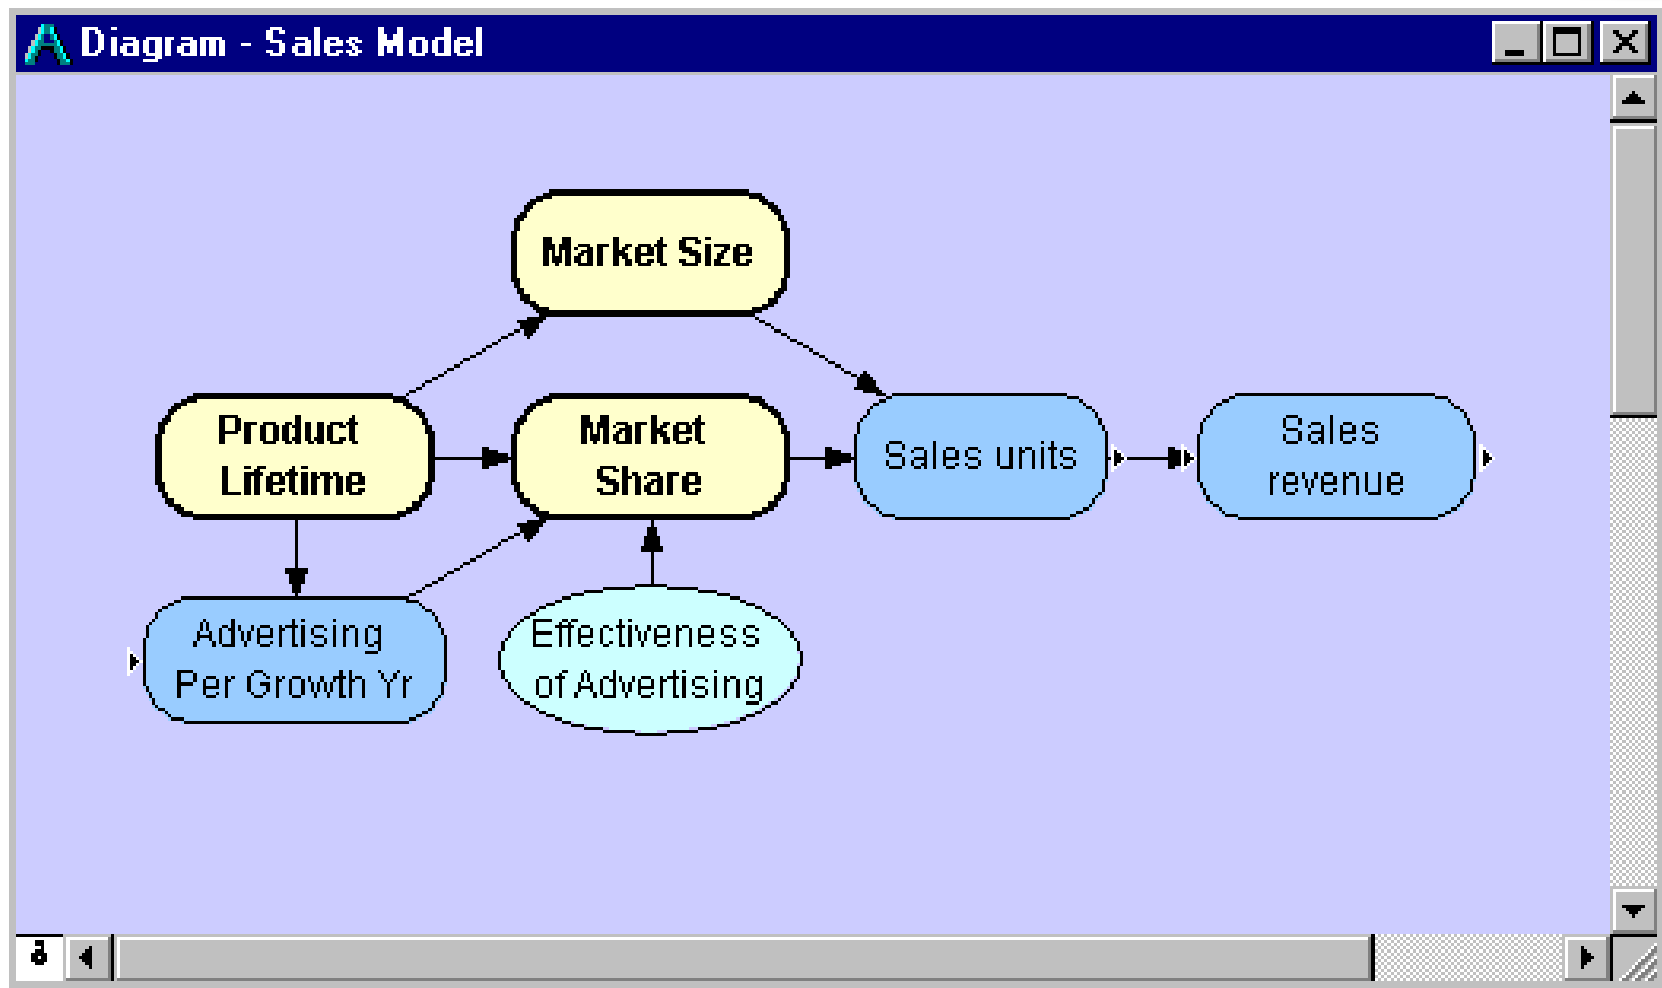 Diagram - Sales Model
Market Size
Product
Lifetime
Market
Share
Sales units
Sales
revenue
Advertising
Per Growth Yr
Effectiveness
of Advertising